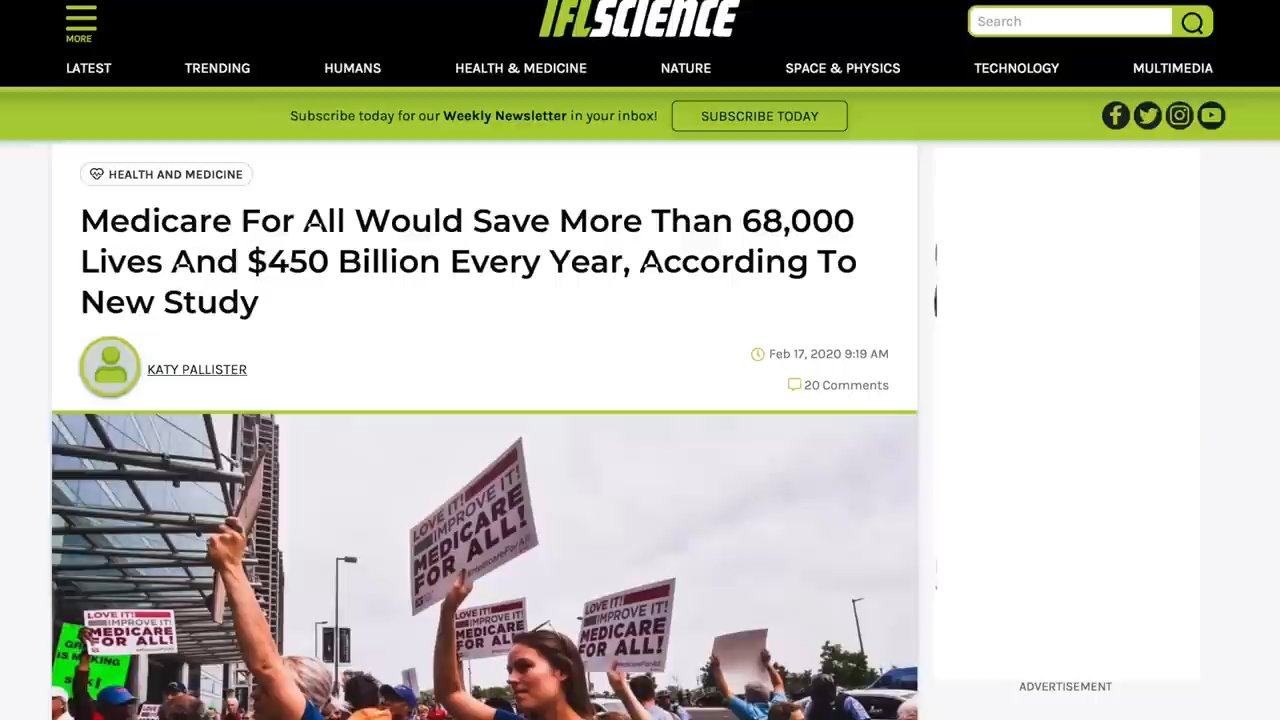 IFLSCIENCE
Search
MORE
LATEST TRENDING HUMANS HEALTH & MEDICINE NATURE SPACE & PHYSICS TECHNOLOGY MULTIMEDIA
Subscribe today for our Weekly Newsletter in your inbox! SUBSCRIBE TODAY
HEALTH AND MEDICINE
Medicare For All Would Save More Than 68,000
Lives And $450 Billion Every Year, According To
New Study
KATY PALLISTER
Feb 17, 2020 9:19 AM
20 Comments
LOVE IT!
IMPROVE IT!
MEDICARE
FOR ALL!
#MedicareForAll
LOVE IT!
IMPROVE IT!
MEDICARE
FOR ALL!
LOVE IT!
IMPROVE IT!
MEDICARE
FOR ALL!
#MedicareForAll
LOVE IT!
IMPROVE IT!
MEDICARE
FOR ALL!
ADVERTISEMENT